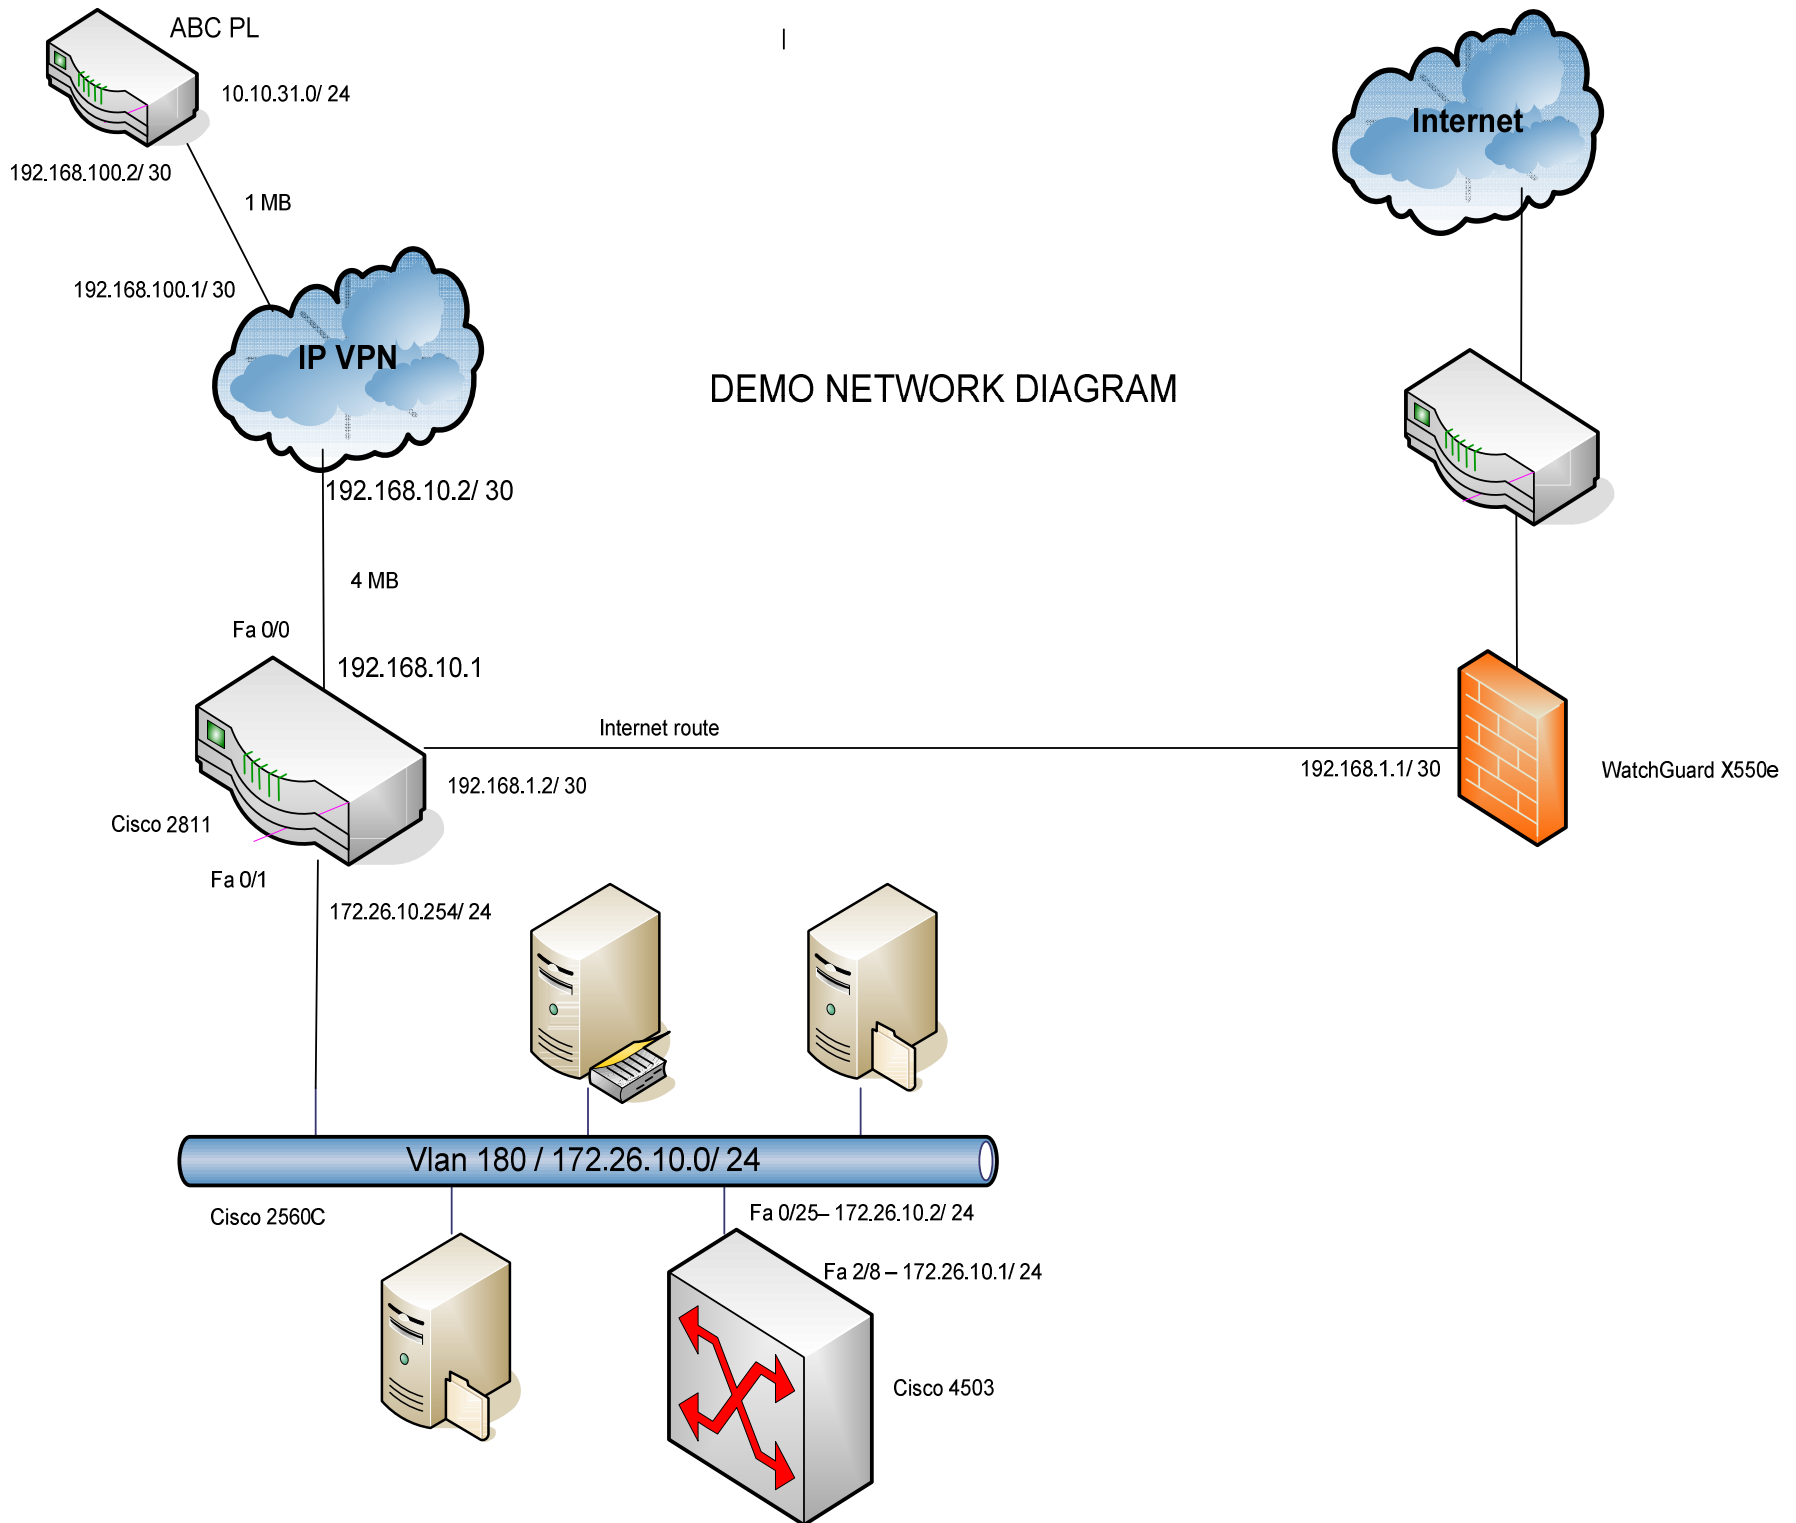 ABC PL
10.10.31.0/ 24
Internet
192.168.100.2/ 30
1 MB
192.168.100.1/ 30
IP VPN
DEMO NETWORK DIAGRAM
192.168.10.2/ 30
4 MB
Fa 0/0
192.168.10.1
Internet route
192.168.1.2/ 30
192.168.1.1/ 30
WatchGuard X550e
Cisco 2811
Fa 0/1
172.26.10.254/ 24
Vlan 180 / 172.26.10.0/ 24
Cisco 2560C
Fa 0/25– 172.26.10.2/ 24
Fa 2/8 – 172.26.10.1/ 24
Cisco 4503